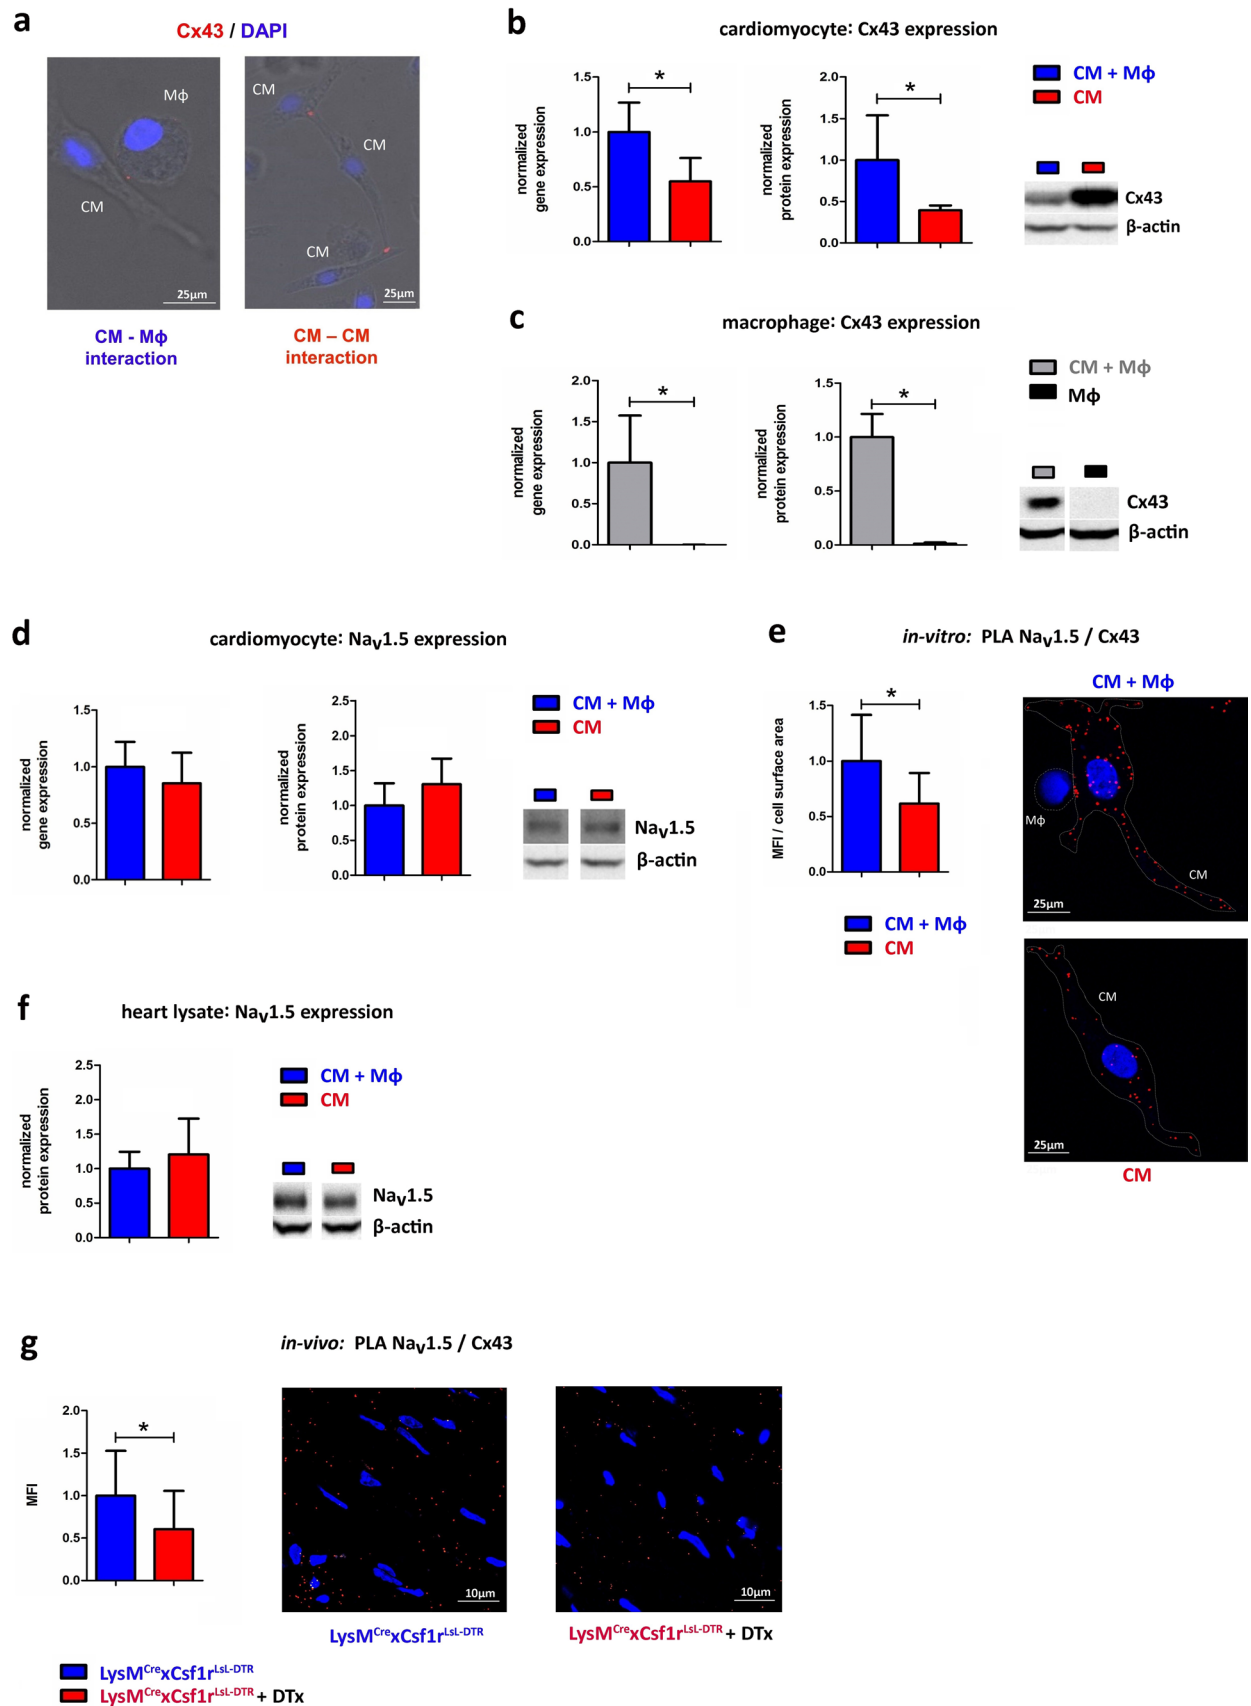 a
Cx43 / DAPI
Mϕ
CM
25μm
CM
CM
CM
25μm
CM - Mϕ
interaction
CM – CM
interaction
b
cardiomyocyte: Cx43 expression
normalized
gene expression
1.5
1.0
0.5
0.0
*
normalized
protein expression
2.0
1.5
1.0
0.5
0.0
*
CM + Mϕ
CM
Cx43
β-actin
c
macrophage: Cx43 expression
normalized
gene expression
2.0
1.5
1.0
0.5
0.0
*
normalized
protein expression
1.5
1.0
0.5
0.0
*
CM + Mϕ
Mϕ
Cx43
β-actin
d
cardiomyocyte: Nav1.5 expression
normalized
gene expression
1.5
1.0
0.5
0.0
normalized
protein expression
2.5
2.0
1.5
1.0
0.5
0.0
CM + Mϕ
CM
Nav1.5
β-actin
e
in-vitro: PLA Nav1.5 / Cx43
MFI / cell surface area
1.5
1.0
0.5
0.0
*
CM + Mϕ
CM
CM + Mϕ
Mϕ
CM
25μm
CM
25μm
CM
f
heart lysate: Nav1.5 expression
normalized
protein expression
2.5
2.0
1.5
1.0
0.5
0.0
CM + Mϕ
CM
Nav1.5
β-actin
g
in-vivo: PLA Nav1.5 / Cx43
MFI
2.0
1.5
1.0
0.5
0.0
*
10μm
10μm
LysMCrexCsf1rLsL-DTR
LysMCrexCsf1rLsL-DTR + DTx
LysMCrexCsf1rLsL-DTR
LysMCrexCsf1rLsL-DTR + DTx